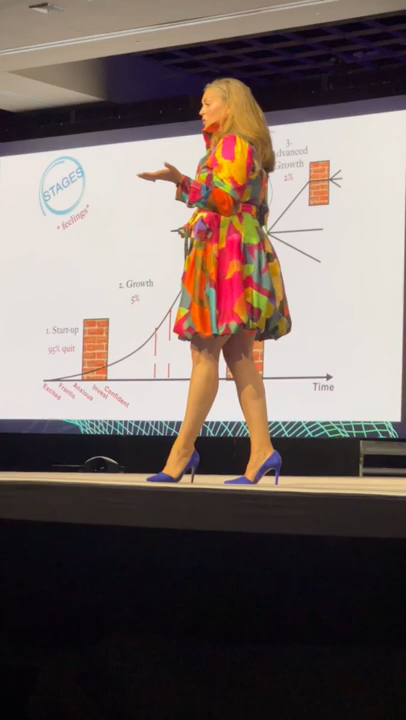 STAGES
"feelings"
3.
Advanced
Growth
2%
2. Growth
5%
1. Start-up
95% quit
Excited
Frantic
Anxious
Invest
Confident
Time